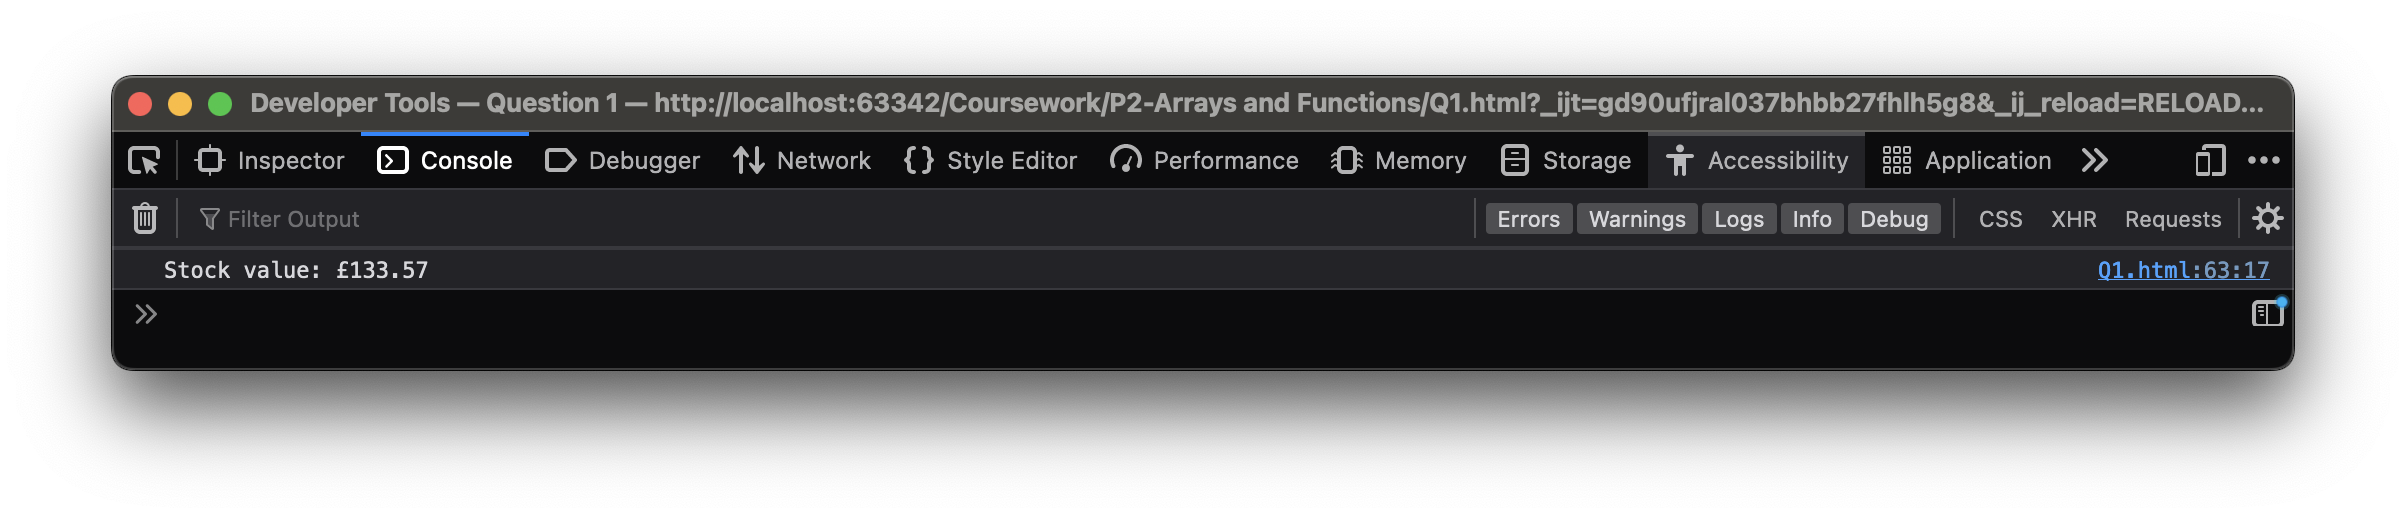 Developer Tools — Question 1 — http://localhost:63342/Coursework/P2-Arrays and Functions/Q1.html?_ijt=gd90ufjral037bhbb27fhlh5g8&_ij_reload=RELOAD...
Inspector Console Debugger Network Style Editor Performance Memory Storage Accessibility Application
Filter Output Errors Warnings Logs Info Debug CSS XHR Requests
Stock value: £133.57 Q1.html:63:17